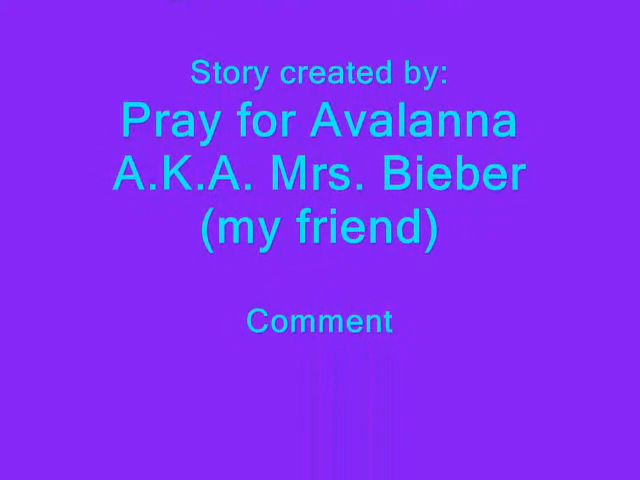 Story created by:
Pray for Avalanna
A.K.A. Mrs. Bieber
(my friend)
Comment